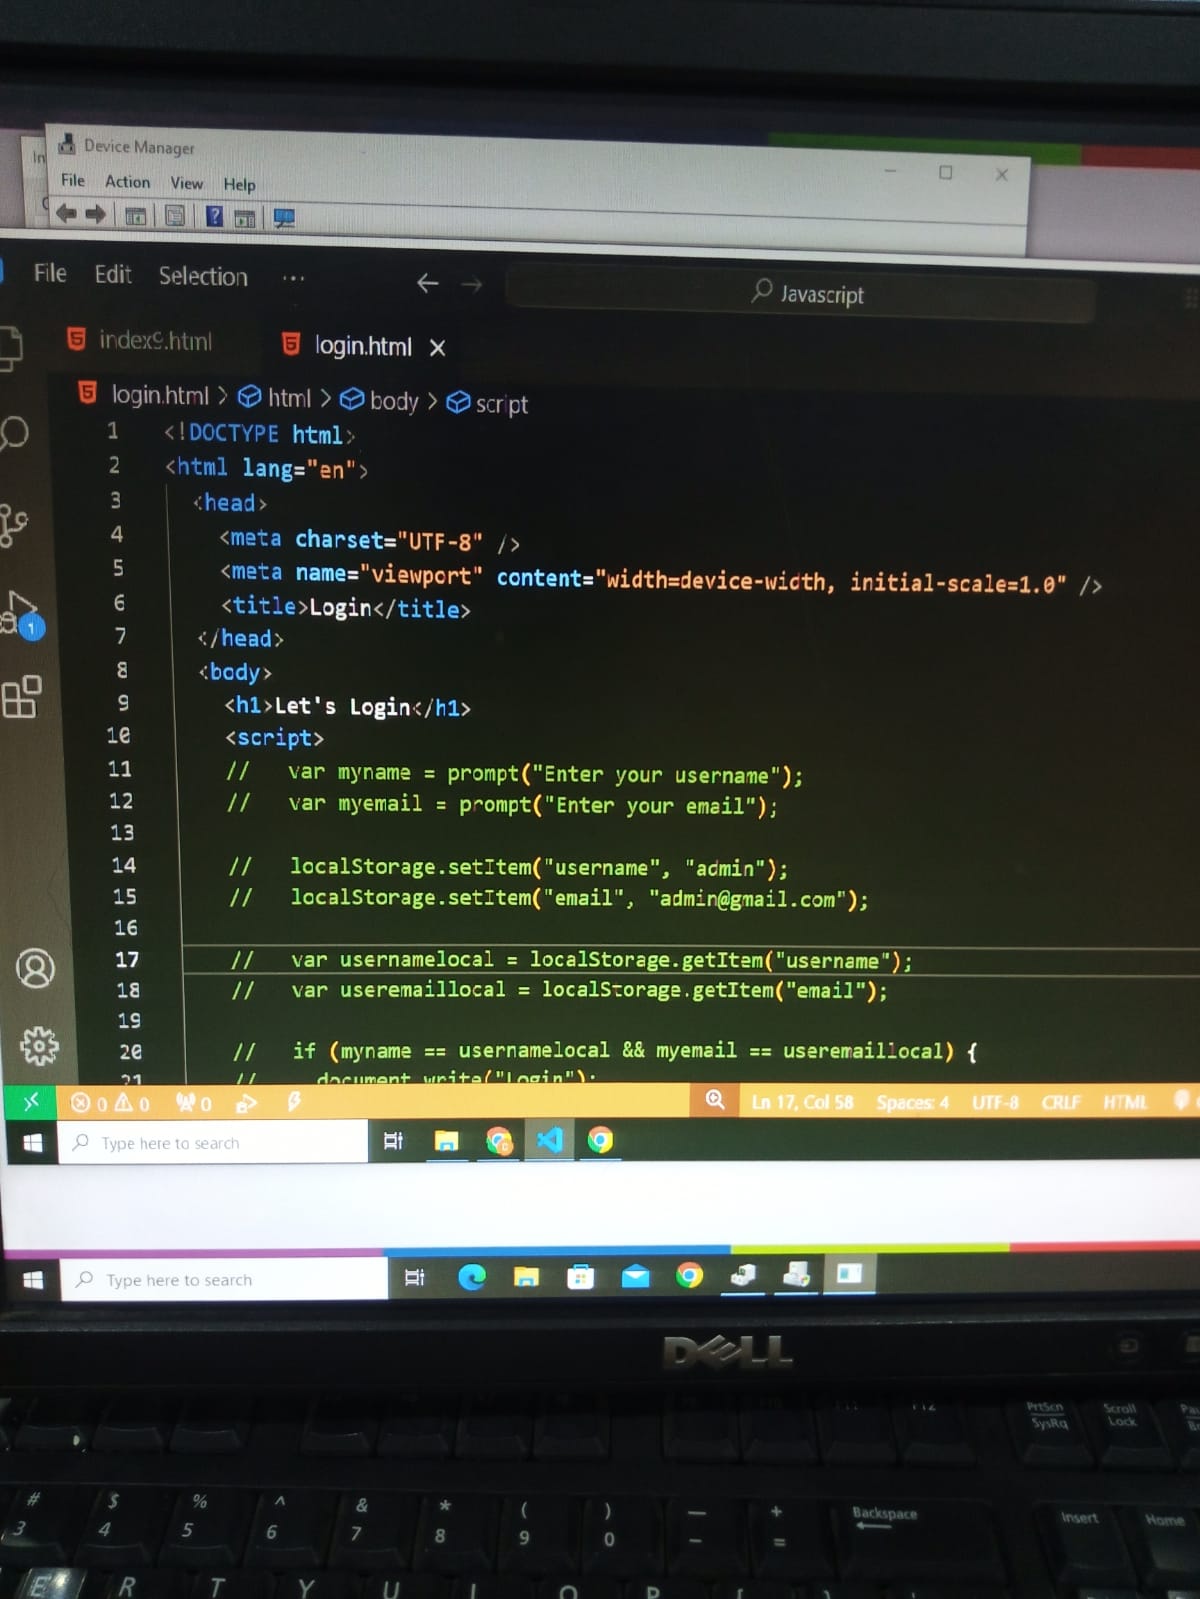 Device Manager
File Action View Help
File Edit Selection ...
Javascript
index9.html login.html
login.html > html > body > script
1 <!DOCTYPE html>
2 <html lang="en">
3 <head>
4 <meta charset="UTF-8" />
5 <meta name="viewport" content="width=device-width, initial-scale=1.0" />
6 <title>Login</title>
7 </head>
8 <body>
9 <h1>Let's Login</h1>
10 <script>
11 // var myname = prompt("Enter your username");
12 // var myemail = prompt("Enter your email");
13
14 // localStorage.setItem("username", "admin");
15 // localStorage.setItem("email", "admin@gmail.com");
16
17 // var usernamelocal = localStorage.getItem("username");
18 // var useremaillocal = localStorage.getItem("email");
19
20 // if (myname == usernamelocal && myemail == useremaillocal) {
21 // document.write("Login");
0 0 0 Ln 17, Col 58 Spaces: 4 UTF-8 CRLF HTML
Type here to search
Type here to search
DELL
F12 PrtScn Scroll
SysRq Lock
# $ % ^ & * ( ) — + Backspace Insert Home
3 4 5 6 7 8 9 0 - =
E R T Y U I O P